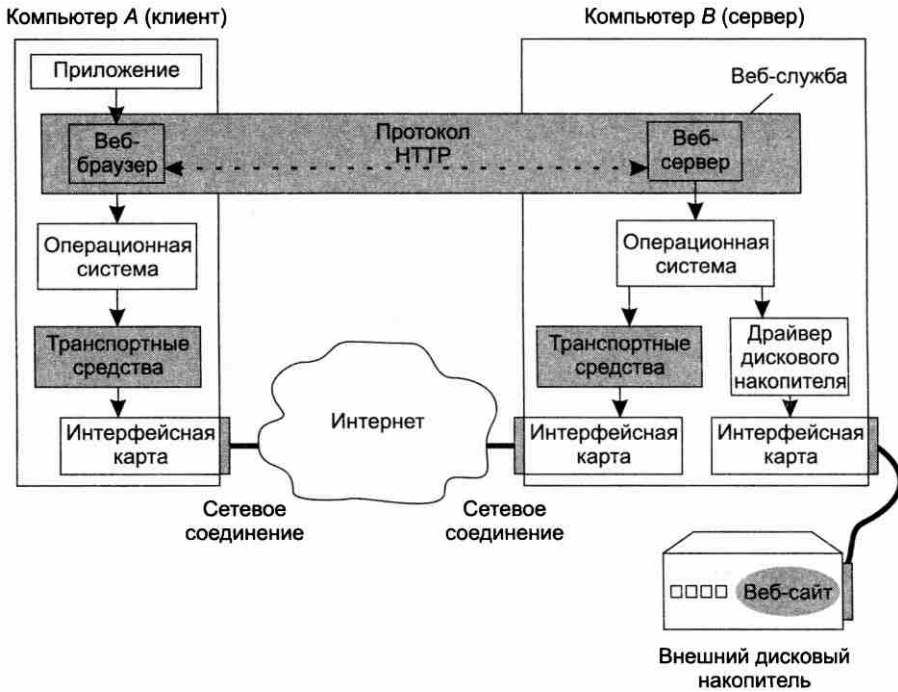 Компьютер A (клиент)
Компьютер B (сервер)
Приложение
Веб-служба
Веб-
браузер
Протокол
HTTP
Веб-
сервер
Операционная
система
Операционная
система
Транспортные
средства
Транспортные
средства
Драйвер
дискового
накопителя
Интерфейсная
карта
Интернет
Интерфейсная
карта
Интерфейсная
карта
Сетевое
соединение
Сетевое
соединение
Веб-сайт
Внешний дисковый
накопитель